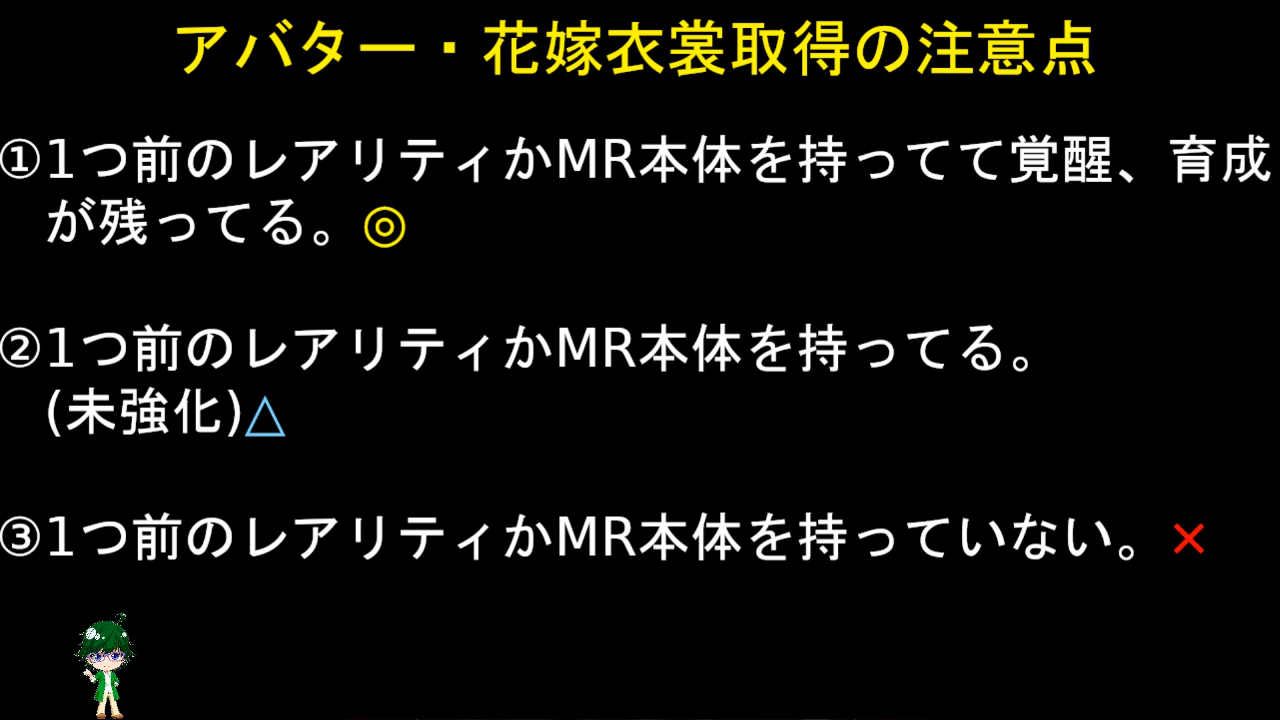 アバター・花嫁衣裳取得の注意点
①1つ前のレアリティかMR本体を持ってて覚醒、育成
が残ってる。◎
②1つ前のレアリティかMR本体を持ってる。
(未強化)△
③1つ前のレアリティかMR本体を持っていない。×